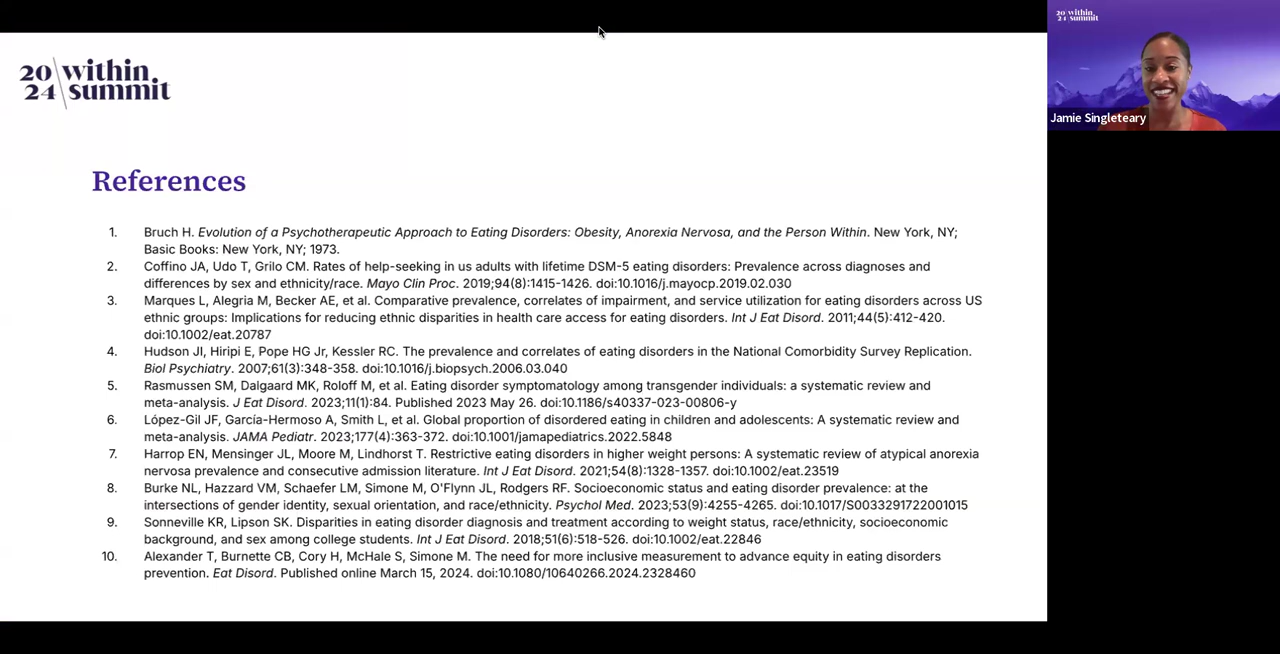 20 within
24 summit
References
1. Bruch H. Evolution of a Psychotherapeutic Approach to Eating Disorders: Obesity, Anorexia Nervosa, and the Person Within. New York, NY;
Basic Books: New York, NY; 1973.
2. Coffino JA, Udo T, Grilo CM. Rates of help-seeking in us adults with lifetime DSM-5 eating disorders: Prevalence across diagnoses and
differences by sex and ethnicity/race. Mayo Clin Proc. 2019;94(8):1415-1426. doi:10.1016/j.mayocp.2019.02.030
3. Marques L, Alegria M, Becker AE, et al. Comparative prevalence, correlates of impairment, and service utilization for eating disorders across US
ethnic groups: Implications for reducing ethnic disparities in health care access for eating disorders. Int J Eat Disord. 2011;44(5):412-420.
doi:10.1002/eat.20787
4. Hudson JI, Hiripi E, Pope HG Jr, Kessler RC. The prevalence and correlates of eating disorders in the National Comorbidity Survey Replication.
Biol Psychiatry. 2007;61(3):348-358. doi:10.1016/j.biopsych.2006.03.040
5. Rasmussen SM, Dalgaard MK, Roloff M, et al. Eating disorder symptomatology among transgender individuals: a systematic review and
meta-analysis. J Eat Disord. 2023;11(1):84. Published 2023 May 26. doi:10.1186/s40337-023-00806-y
6. López-Gil JF, García-Hermoso A, Smith L, et al. Global proportion of disordered eating in children and adolescents: A systematic review and
meta-analysis. JAMA Pediatr. 2023;177(4):363-372. doi:10.1001/jamapediatrics.2022.5848
7. Harrop EN, Mensinger JL, Moore M, Lindhorst T. Restrictive eating disorders in higher weight persons: A systematic review of atypical anorexia
nervosa prevalence and consecutive admission literature. Int J Eat Disord. 2021;54(8):1328-1357. doi:10.1002/eat.23519
8. Burke NL, Hazzard VM, Schaefer LM, Simone M, O'Flynn JL, Rodgers RF. Socioeconomic status and eating disorder prevalence: at the
intersections of gender identity, sexual orientation, and race/ethnicity. Psychol Med. 2023;53(9):4255-4265. doi:10.1017/S0033291722001015
9. Sonneville KR, Lipson SK. Disparities in eating disorder diagnosis and treatment according to weight status, race/ethnicity, socioeconomic
background, and sex among college students. Int J Eat Disord. 2018;51(6):518-526. doi:10.1002/eat.22846
10. Alexander T, Burnette CB, Cory H, McHale S, Simone M. The need for more inclusive measurement to advance equity in eating disorders
prevention. Eat Disord. Published online March 15, 2024. doi:10.1080/10640266.2024.2328460
20 within
24 summit
Jamie Singleteary